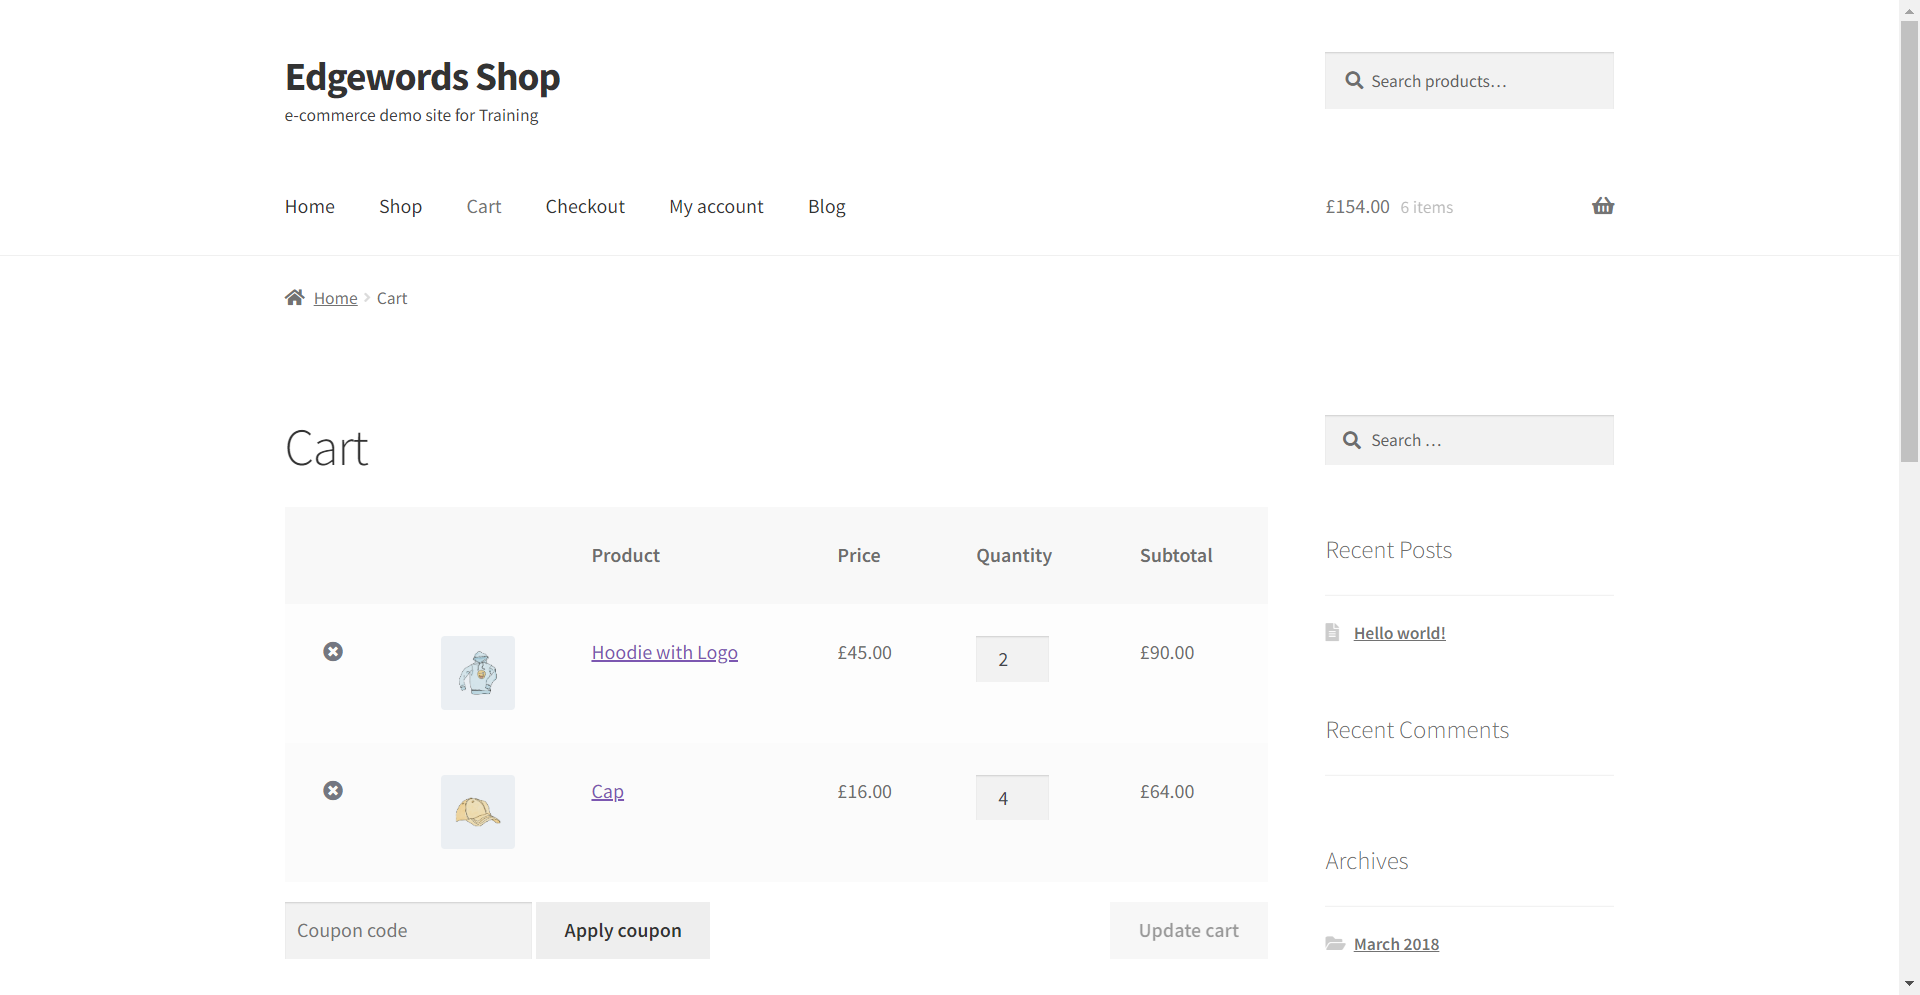 Edgewords Shop
e-commerce demo site for Training
Search products…
Home Shop Cart Checkout My account Blog
£154.00 6 items
Home Cart
Cart
Product Price Quantity Subtotal
Hoodie with Logo £45.00 2 £90.00
Cap £16.00 4 £64.00
Coupon code Apply coupon Update cart
Search …
Recent Posts
Hello world!
Recent Comments
Archives
March 2018